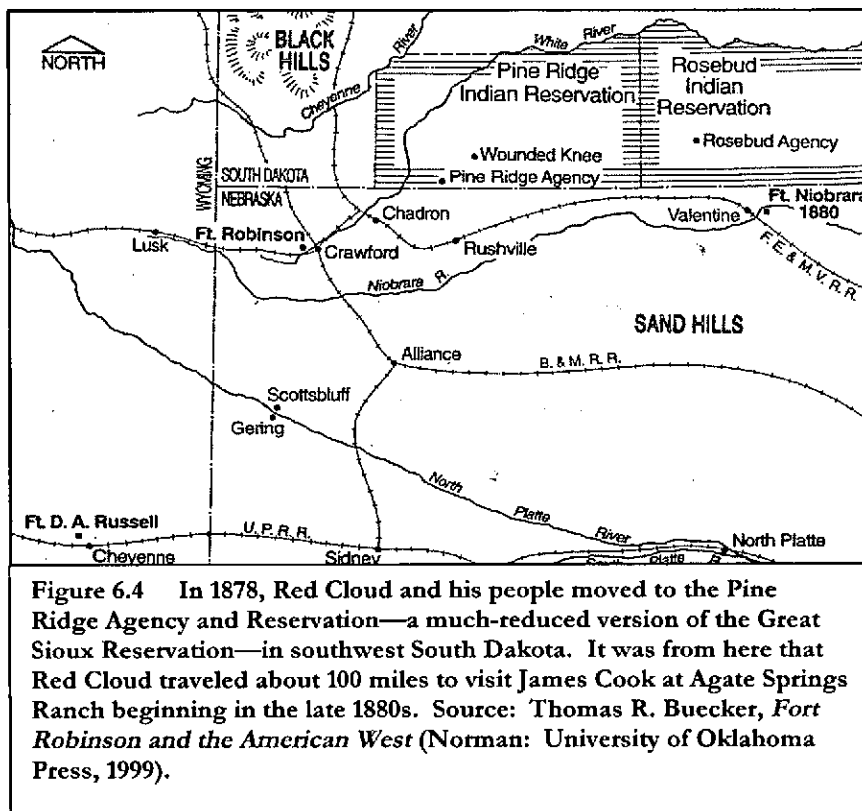 NORTH
BLACK
HILLS
River
Cheyenne
White River
Pine Ridge
Indian Reservation
Rosebud
Indian
Reservation
Rosebud Agency
Wounded Knee
Pine Ridge Agency
WYOMING
SOUTH DAKOTA
NEBRASKA
Ft. Niobrara
1880
Valentine
Chadron
Ft. Robinson
Lusk
Crawford
Rushville
Niobrara R.
F. E. & M. V. R. R.
SAND HILLS
Alliance
B. & M. R. R.
Scottsbluff
Gering
North Platte River
Ft. D. A. Russell
U. P. R. R.
Cheyenne
Sidney
North Platte
South Platte R.
Figure 6.4 In 1878, Red Cloud and his people moved to the Pine
Ridge Agency and Reservation—a much-reduced version of the Great
Sioux Reservation—in southwest South Dakota. It was from here that
Red Cloud traveled about 100 miles to visit James Cook at Agate Springs
Ranch beginning in the late 1880s. Source: Thomas R. Buecker, Fort
Robinson and the American West (Norman: University of Oklahoma
Press, 1999).